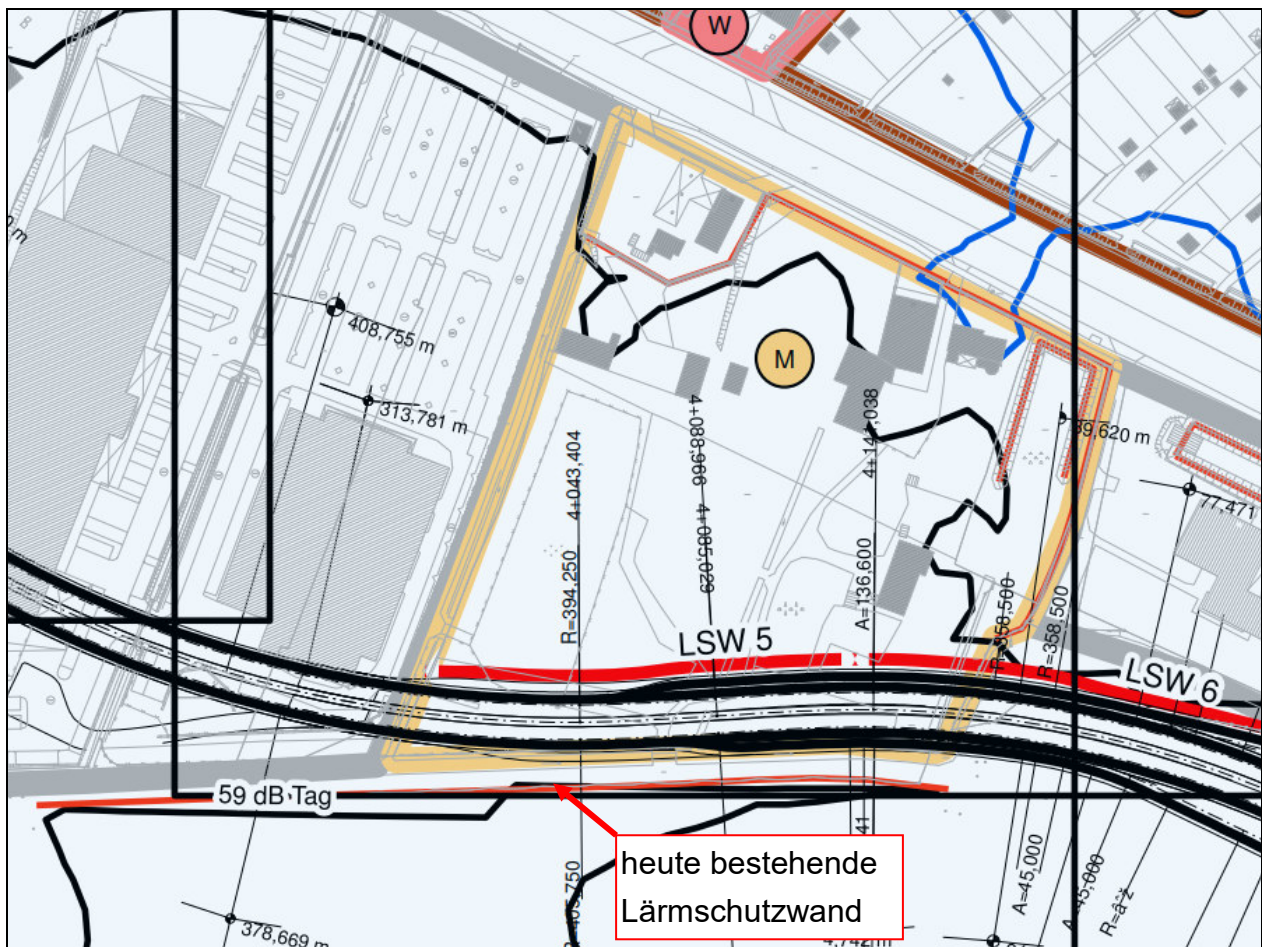 W
408,755 m
M
313,781 m
4+043,404
4+088,966
4+085,029
4+141,038
39,620 m
77,471
R=394,250
A=136,600
R=358,500
R=358,500
LSW 5
LSW 6
59 dB Tag
heute bestehende
Lärmschutzwand
41
A=45,000
378,669 m